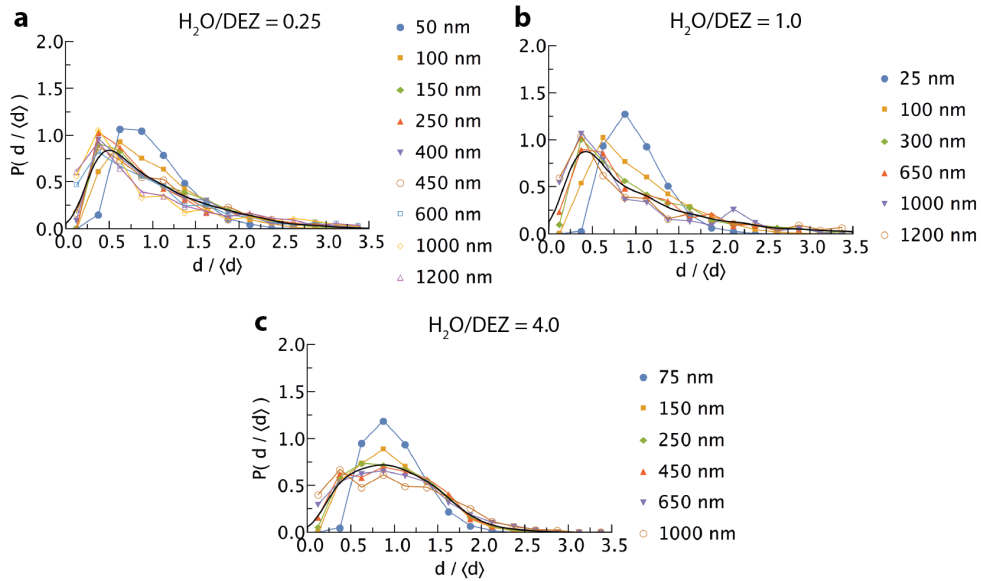 a
H2O/DEZ = 0.25
P( d / ⟨d⟩ )
2.0
1.5
1.0
0.5
0.0
0.0 0.5 1.0 1.5 2.0 2.5 3.0 3.5
d / ⟨d⟩
50 nm
100 nm
150 nm
250 nm
400 nm
450 nm
600 nm
1000 nm
1200 nm
b
H2O/DEZ = 1.0
2.0
1.5
1.0
0.5
0.0
0.0 0.5 1.0 1.5 2.0 2.5 3.0 3.5
d / ⟨d⟩
25 nm
100 nm
300 nm
650 nm
1000 nm
1200 nm
c
H2O/DEZ = 4.0
P( d / ⟨d⟩ )
2.0
1.5
1.0
0.5
0.0
0.0 0.5 1.0 1.5 2.0 2.5 3.0 3.5
d / ⟨d⟩
75 nm
150 nm
250 nm
450 nm
650 nm
1000 nm